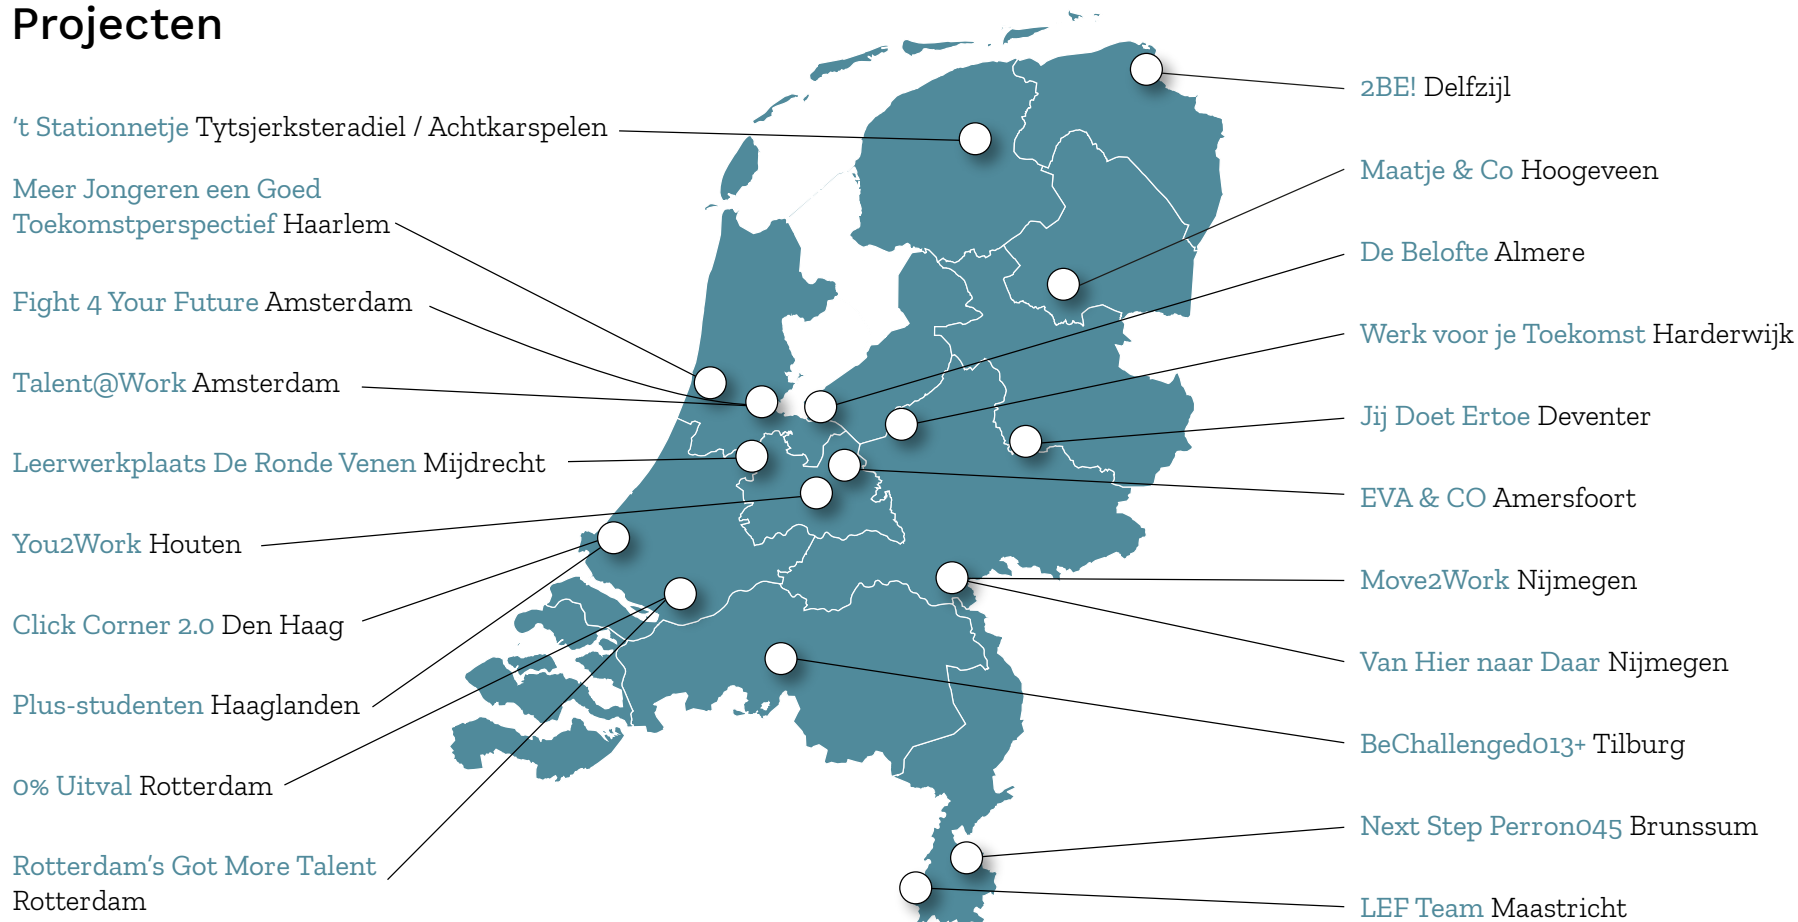 Projecten
‘t Stationnetje Tytsjerksteradiel / Achtkarspelen
Meer Jongeren een Goed
Toekomstperspectief Haarlem
Fight 4 Your Future Amsterdam
Talent@Work Amsterdam
Leerwerkplaats De Ronde Venen Mijdrecht
You2Work Houten
Click Corner 2.0 Den Haag
Plus-studenten Haaglanden
0% Uitval Rotterdam
Rotterdam’s Got More Talent
Rotterdam
2BE! Delfzijl
Maatje & Co Hoogeveen
De Belofte Almere
Werk voor je Toekomst Harderwijk
Jij Doet Ertoe Deventer
EVA & CO Amersfoort
Move2Work Nijmegen
Van Hier naar Daar Nijmegen
BeChallenged013+ Tilburg
Next Step Perron045 Brunssum
LEF Team Maastricht